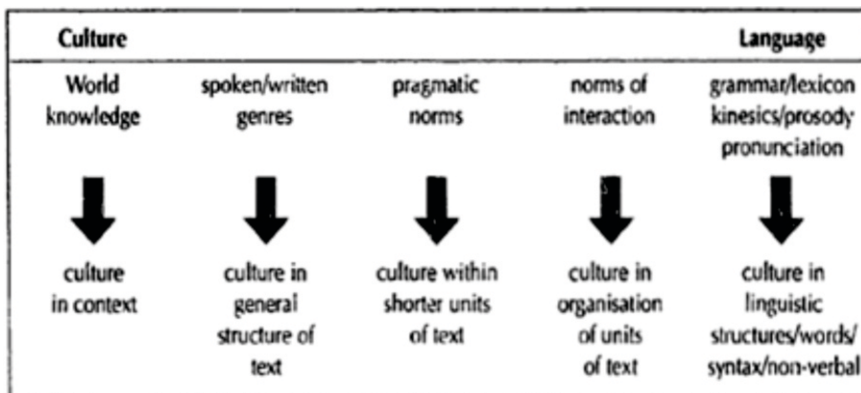 Culture Language
World knowledge
spoken/written genres
pragmatic norms
norms of interaction
grammar/lexicon kinesics/prosody pronunciation
culture in context
culture in general structure of text
culture within shorter units of text
culture in organisation of units of text
culture in linguistic structures/words/ syntax/non-verbal